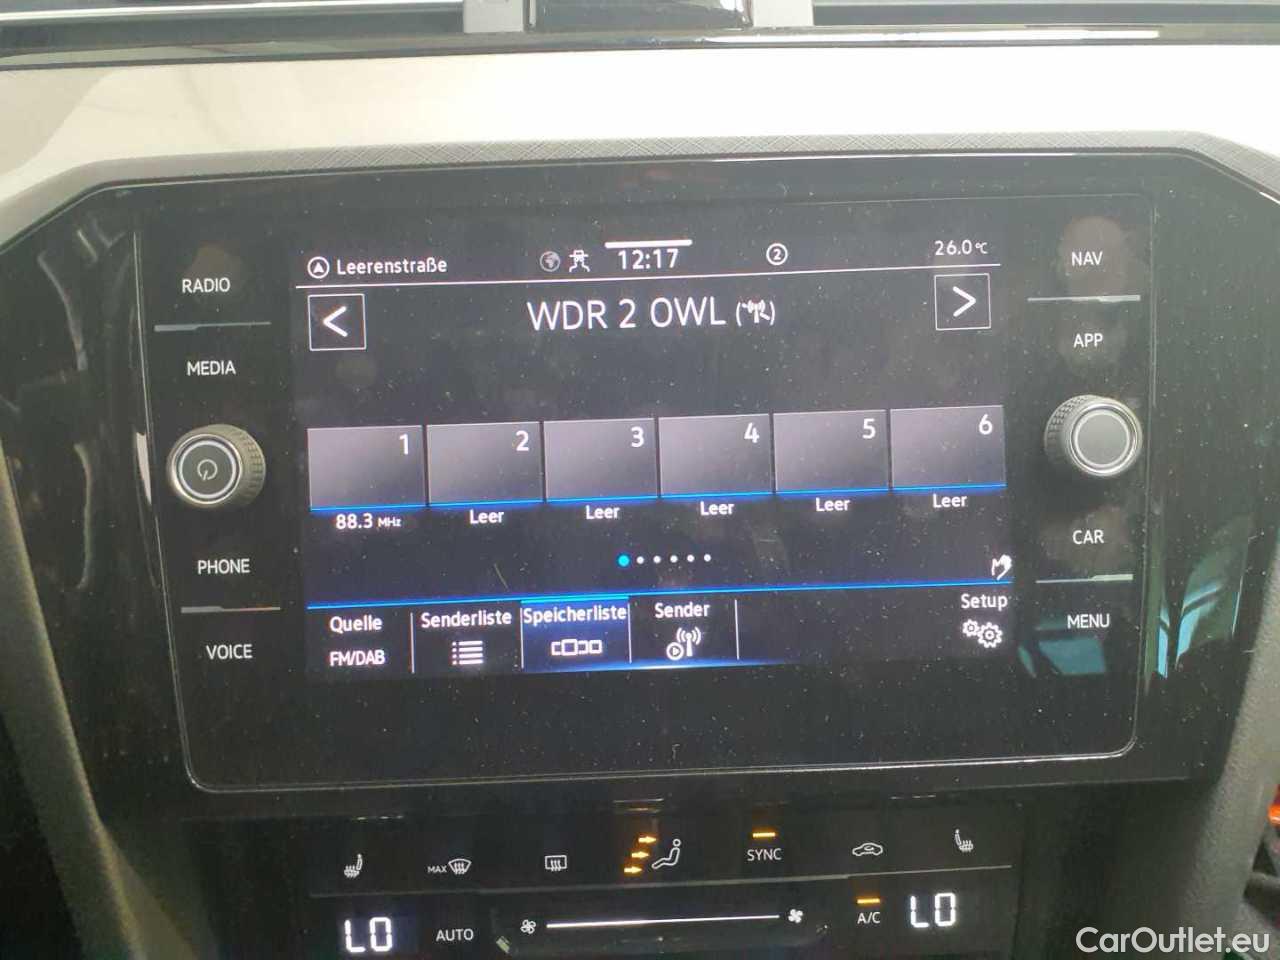 RADIO
MEDIA
PHONE
VOICE
Leerenstraße
12:17
2
26.0 °C
<
WDR 2 OWL
>
1
2
3
4
5
6
88.3 MHz
Leer
Leer
Leer
Leer
Leer
Quelle
FM/DAB
Senderliste
Speicherliste
Sender
Setup
NAV
APP
CAR
MENU
MAX
SYNC
LO
AUTO
A/C
LO
CarOutlet.eu